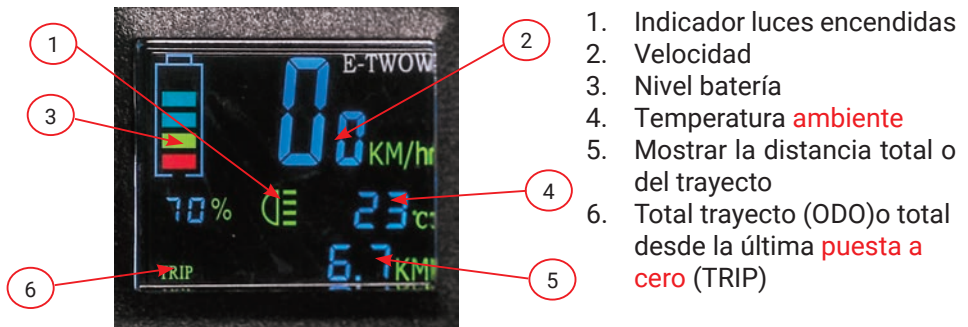 1
2
3
4
5
6
E-TWOW
00 KM/hr
70%
23 °C
6.7 KM
TRIP
1. Indicador luces encendidas
2. Velocidad
3. Nivel batería
4. Temperatura ambiente
5. Mostrar la distancia total o
del trayecto
6. Total trayecto (ODO)o total
desde la última puesta a
cero (TRIP)